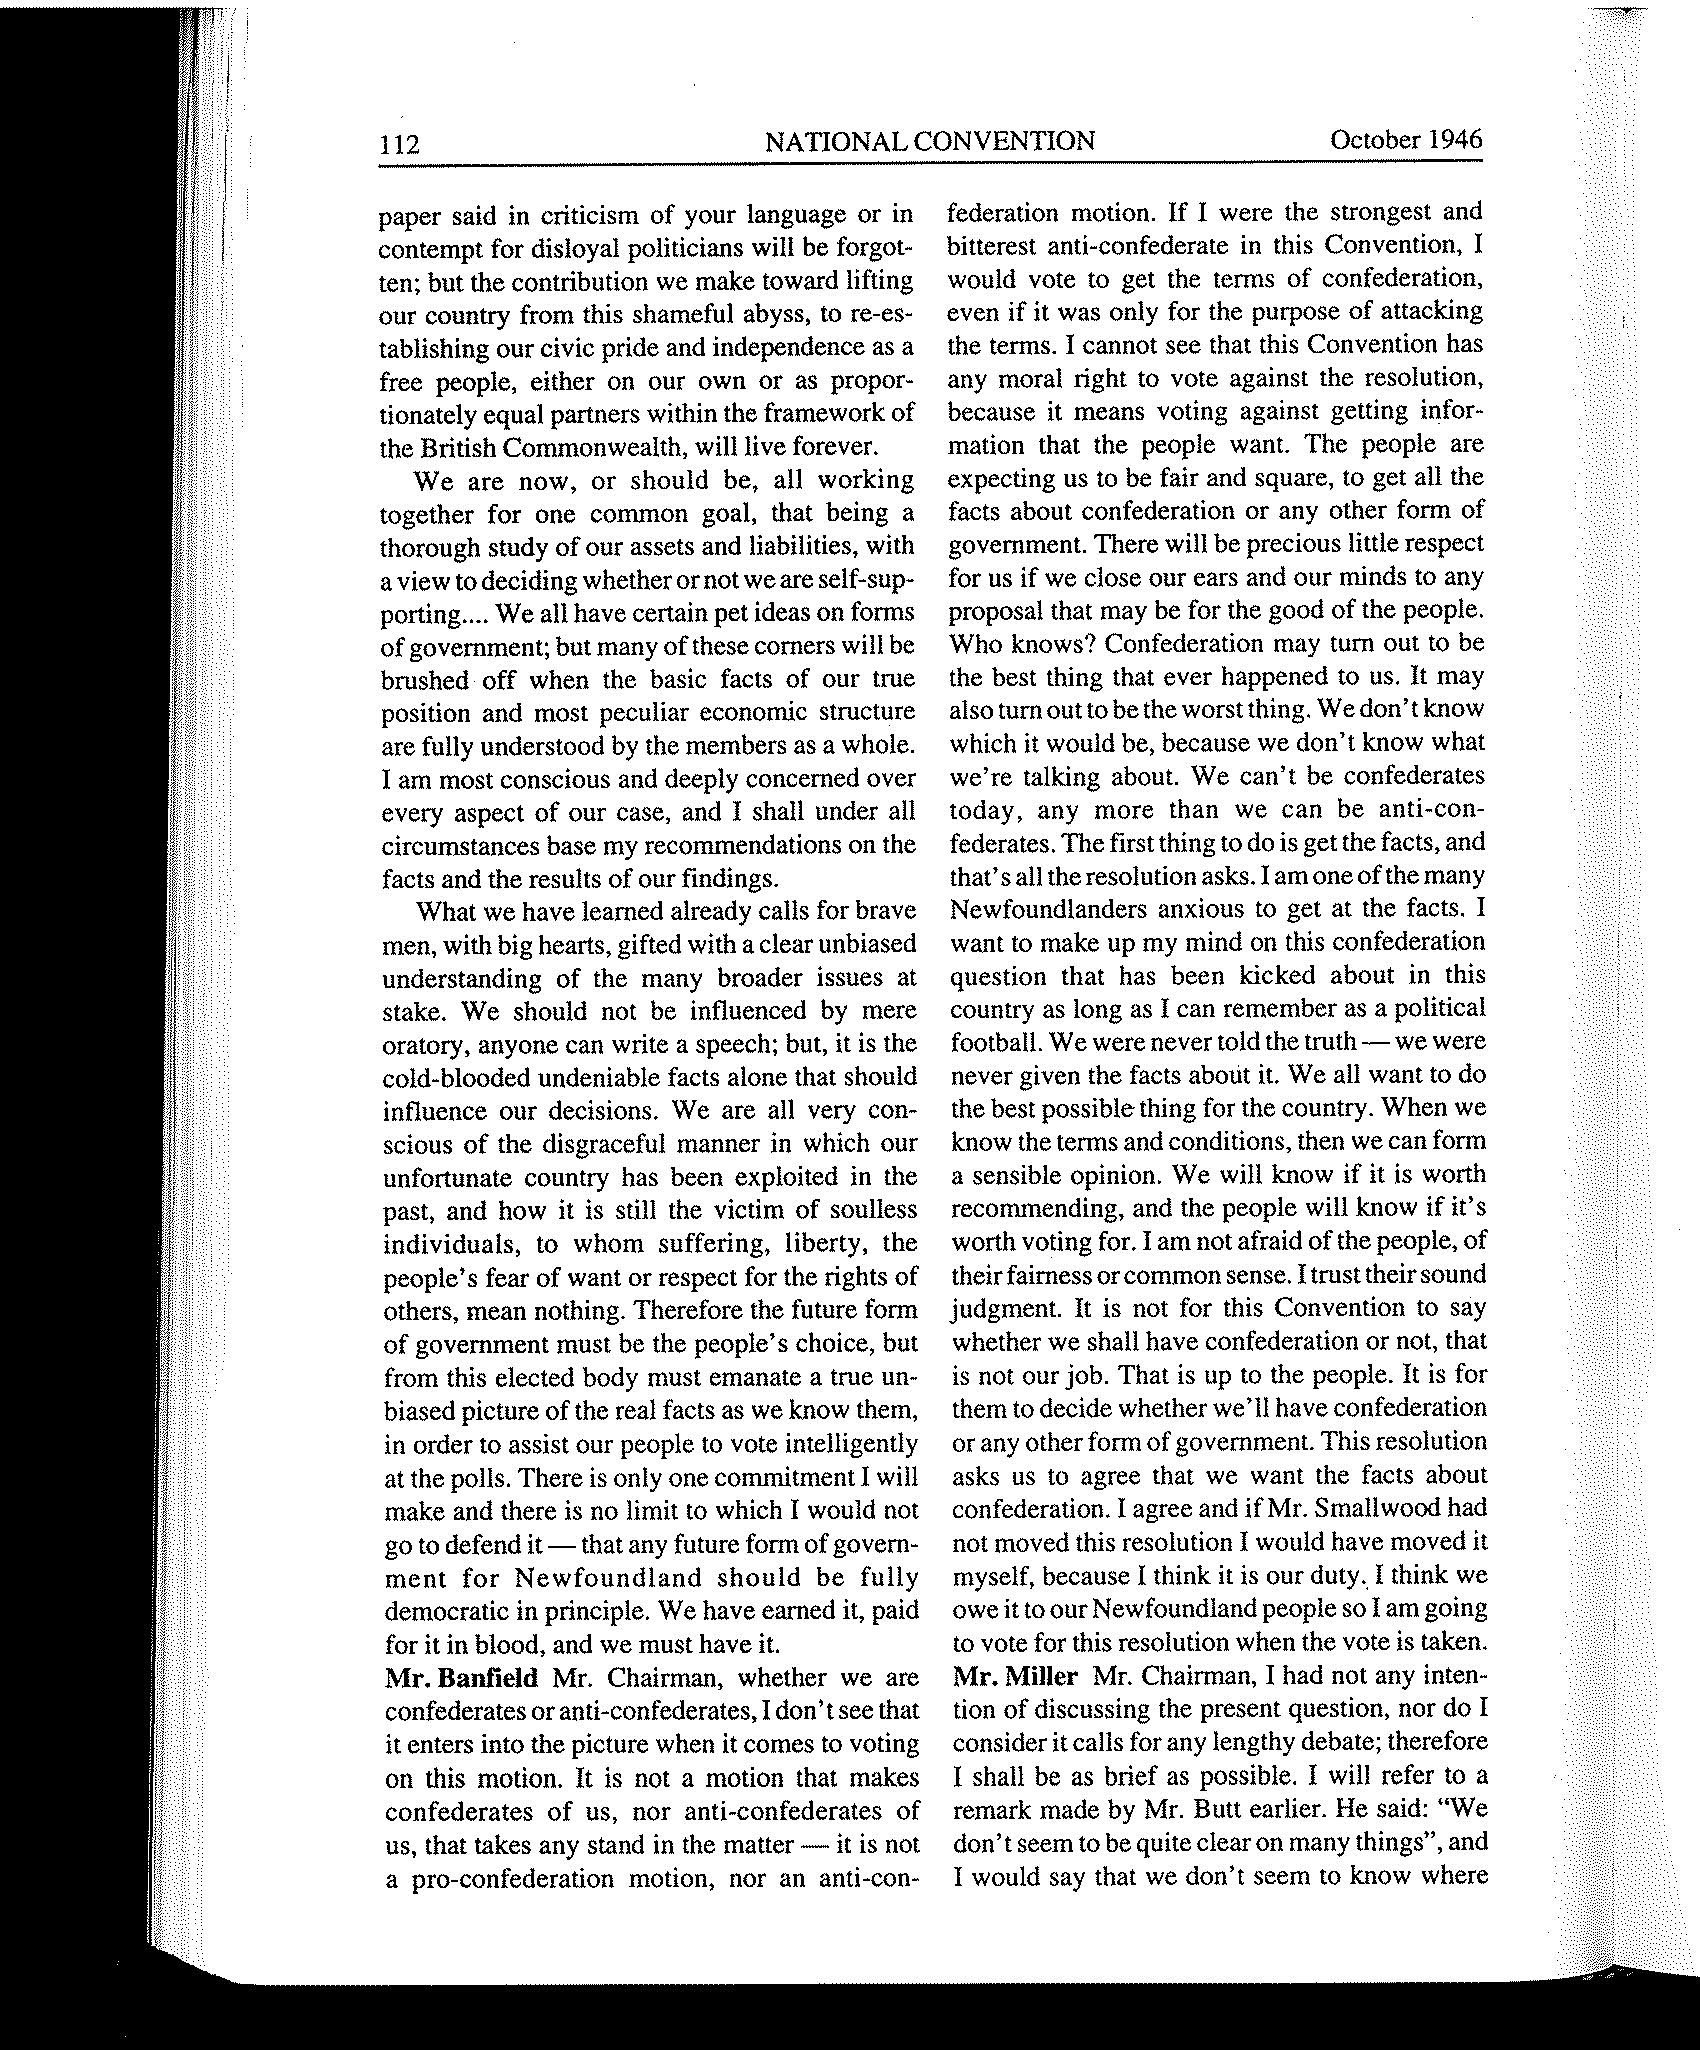 112 NATIONAL CONVENTION October 1946
paper said in criticism of your language or in
contempt for disloyal politicians will be forgot-
ten; but the contribution we make toward lifting
our country from this shameful abyss, to re-es-
tablishing our civic pride and independence as a
free people, either on our own or as propor-
tionately equal partners within the framework of
the British Commonwealth, will live forever.
We are now, or should be, all working
together for one common goal, that being a
thorough study of our assets and liabilities, with
a view to deciding whether or not we are self-sup-
porting.... We all have certain pet ideas on forms
of government; but many of these corners will be
brushed off when the basic facts of our true
position and most peculiar economic structure
are fully understood by the members as a whole.
I am most conscious and deeply concerned over
every aspect of our case, and I shall under all
circumstances base my recommendations on the
facts and the results of our findings.
What we have learned already calls for brave
men, with big hearts, gifted with a clear unbiased
understanding of the many broader issues at
stake. We should not be influenced by mere
oratory, anyone can write a speech; but, it is the
cold-blooded undeniable facts alone that should
influence our decisions. We are all very con-
scious of the disgraceful manner in which our
unfortunate country has been exploited in the
past, and how it is still the victim of soulless
individuals, to whom suffering, liberty, the
people's fear of want or respect for the rights of
others, mean nothing. Therefore the future form
of government must be the people's choice, but
from this elected body must emanate a true un-
biased picture of the real facts as we know them,
in order to assist our people to vote intelligently
at the polls. There is only one commitment I will
make and there is no limit to which I would not
go to defend it — that any future form of govern-
ment for Newfoundland should be fully
democratic in principle. We have earned it, paid
for it in blood, and we must have it.
Mr. Banfield Mr. Chairman, whether we are
confederates or anti-confederates, I don't see that
it enters into the picture when it comes to voting
on this motion. It is not a motion that makes
confederates of us, nor anti-confederates of
us, that takes any stand in the matter — it is not
a pro-confederation motion, nor an anti-con-
federation motion. If I were the strongest and
bitterest anti-confederate in this Convention, I
would vote to get the terms of confederation,
even if it was only for the purpose of attacking
the terms. I cannot see that this Convention has
any moral right to vote against the resolution,
because it means voting against getting infor-
mation that the people want. The people are
expecting us to be fair and square, to get all the
facts about confederation or any other form of
government. There will be precious little respect
for us if we close our ears and our minds to any
proposal that may be for the good of the people.
Who knows? Confederation may turn out to be
the best thing that ever happened to us. It may
also turn out to be the worst thing. We don't know
which it would be, because we don't know what
we're talking about. We can't be confederates
today, any more than we can be anti-con-
federates. The first thing to do is get the facts, and
that's all the resolution asks. I am one of the many
Newfoundlanders anxious to get at the facts. I
want to make up my mind on this confederation
question that has been kicked about in this
country as long as I can remember as a political
football. We were never told the truth — we were
never given the facts about it. We all want to do
the best possible thing for the country. When we
know the terms and conditions, then we can form
a sensible opinion. We will know if it is worth
recommending, and the people will know if it's
worth voting for. I am not afraid of the people, of
their fairness or common sense. I trust their sound
judgment. It is not for this Convention to say
whether we shall have confederation or not, that
is not our job. That is up to the people. It is for
them to decide whether we'll have confederation
or any other form of government. This resolution
asks us to agree that we want the facts about
confederation. I agree and if Mr. Smallwood had
not moved this resolution I would have moved it
myself, because I think it is our duty. I think we
owe it to our Newfoundland people so I am going
to vote for this resolution when the vote is taken.
Mr. Miller Mr. Chairman, I had not any inten-
tion of discussing the present question, nor do I
consider it calls for any lengthy debate; therefore
I shall be as brief as possible. I will refer to a
remark made by Mr. Butt earlier. He said: "We
don't seem to be quite clear on many things", and
I would say that we don't seem to know where